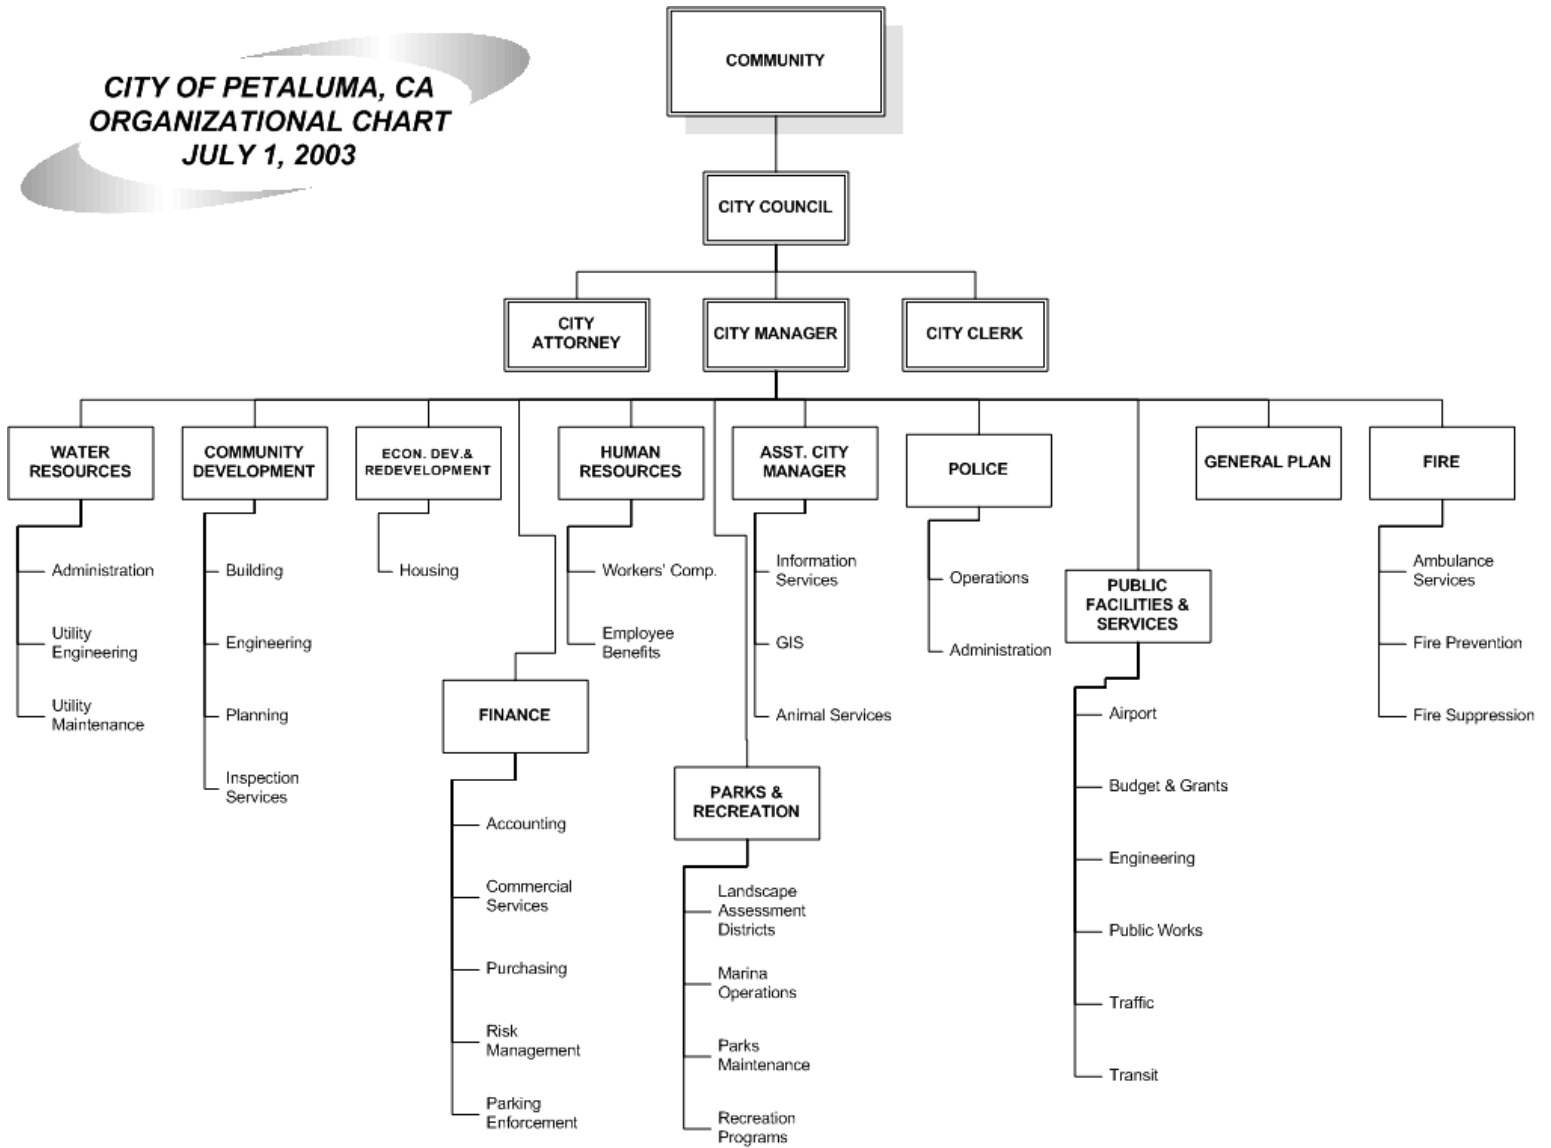 CITY OF PETALUMA, CA
ORGANIZATIONAL CHART
JULY 1, 2003
COMMUNITY
CITY COUNCIL
CITY
ATTORNEY
CITY MANAGER
CITY CLERK
WATER
RESOURCES
Administration
Utility
Engineering
Utility
Maintenance
COMMUNITY
DEVELOPMENT
Building
Engineering
Planning
Inspection
Services
ECON. DEV.&
REDEVELOPMENT
Housing
FINANCE
Accounting
Commercial
Services
Purchasing
Risk
Management
Parking
Enforcement
HUMAN
RESOURCES
Workers' Comp.
Employee
Benefits
PARKS &
RECREATION
Landscape
Assessment
Districts
Marina
Operations
Parks
Maintenance
Recreation
Programs
ASST. CITY
MANAGER
Information
Services
GIS
Animal Services
POLICE
Operations
Administration
PUBLIC
FACILITIES &
SERVICES
Airport
Budget & Grants
Engineering
Public Works
Traffic
Transit
GENERAL PLAN
FIRE
Ambulance
Services
Fire Prevention
Fire Suppression